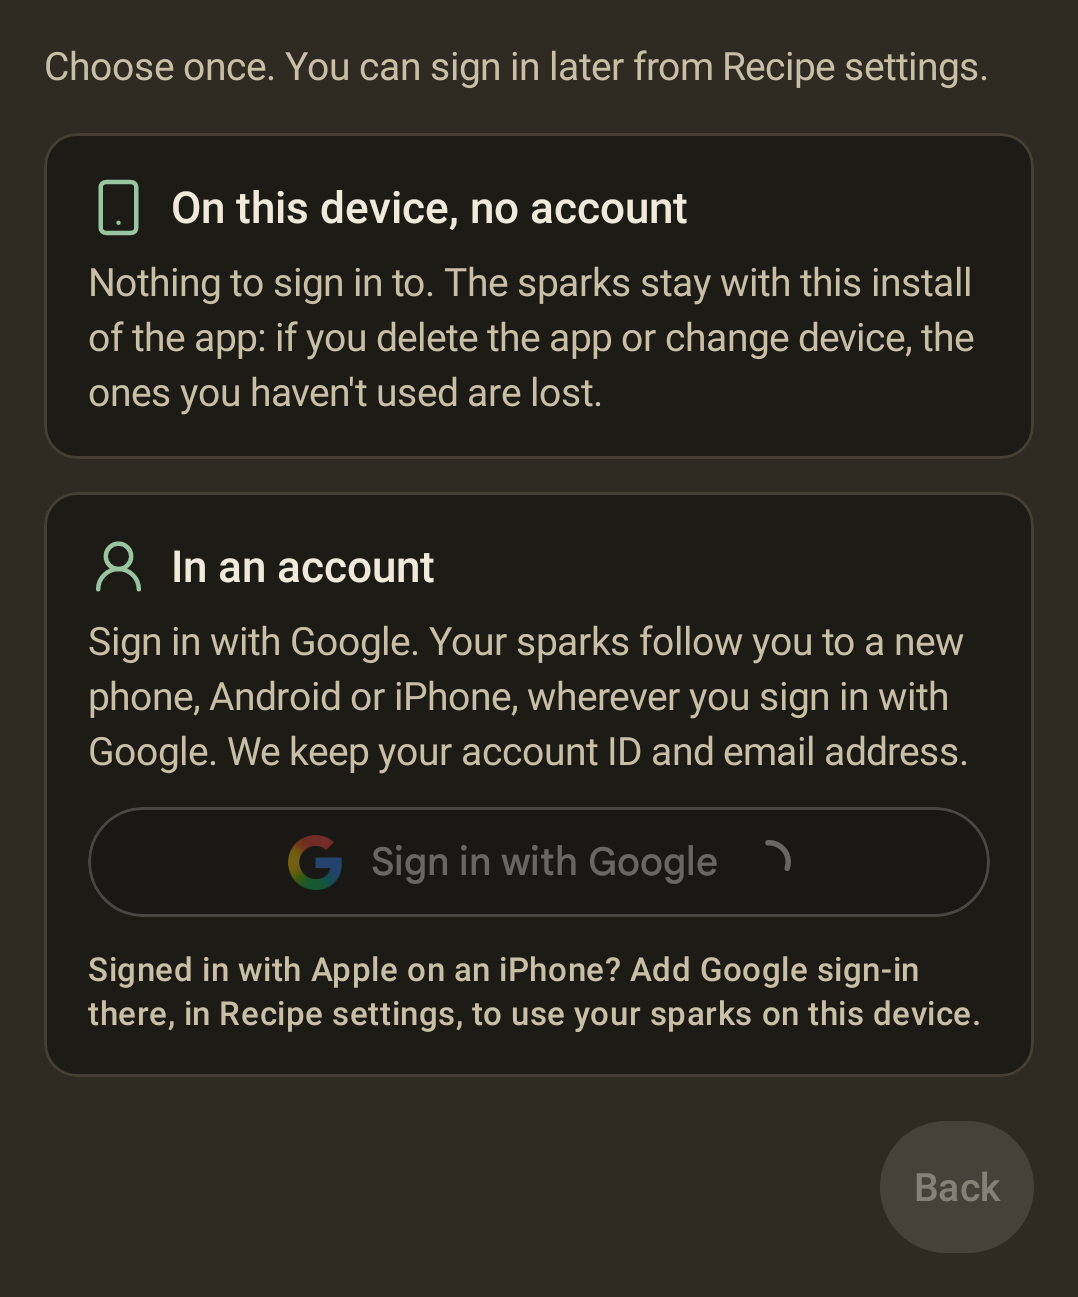 Choose once. You can sign in later from Recipe settings.
On this device, no account
Nothing to sign in to. The sparks stay with this install
of the app: if you delete the app or change device, the
ones you haven't used are lost.
In an account
Sign in with Google. Your sparks follow you to a new
phone, Android or iPhone, wherever you sign in with
Google. We keep your account ID and email address.
Sign in with Google
Signed in with Apple on an iPhone? Add Google sign-in
there, in Recipe settings, to use your sparks on this device.
Back